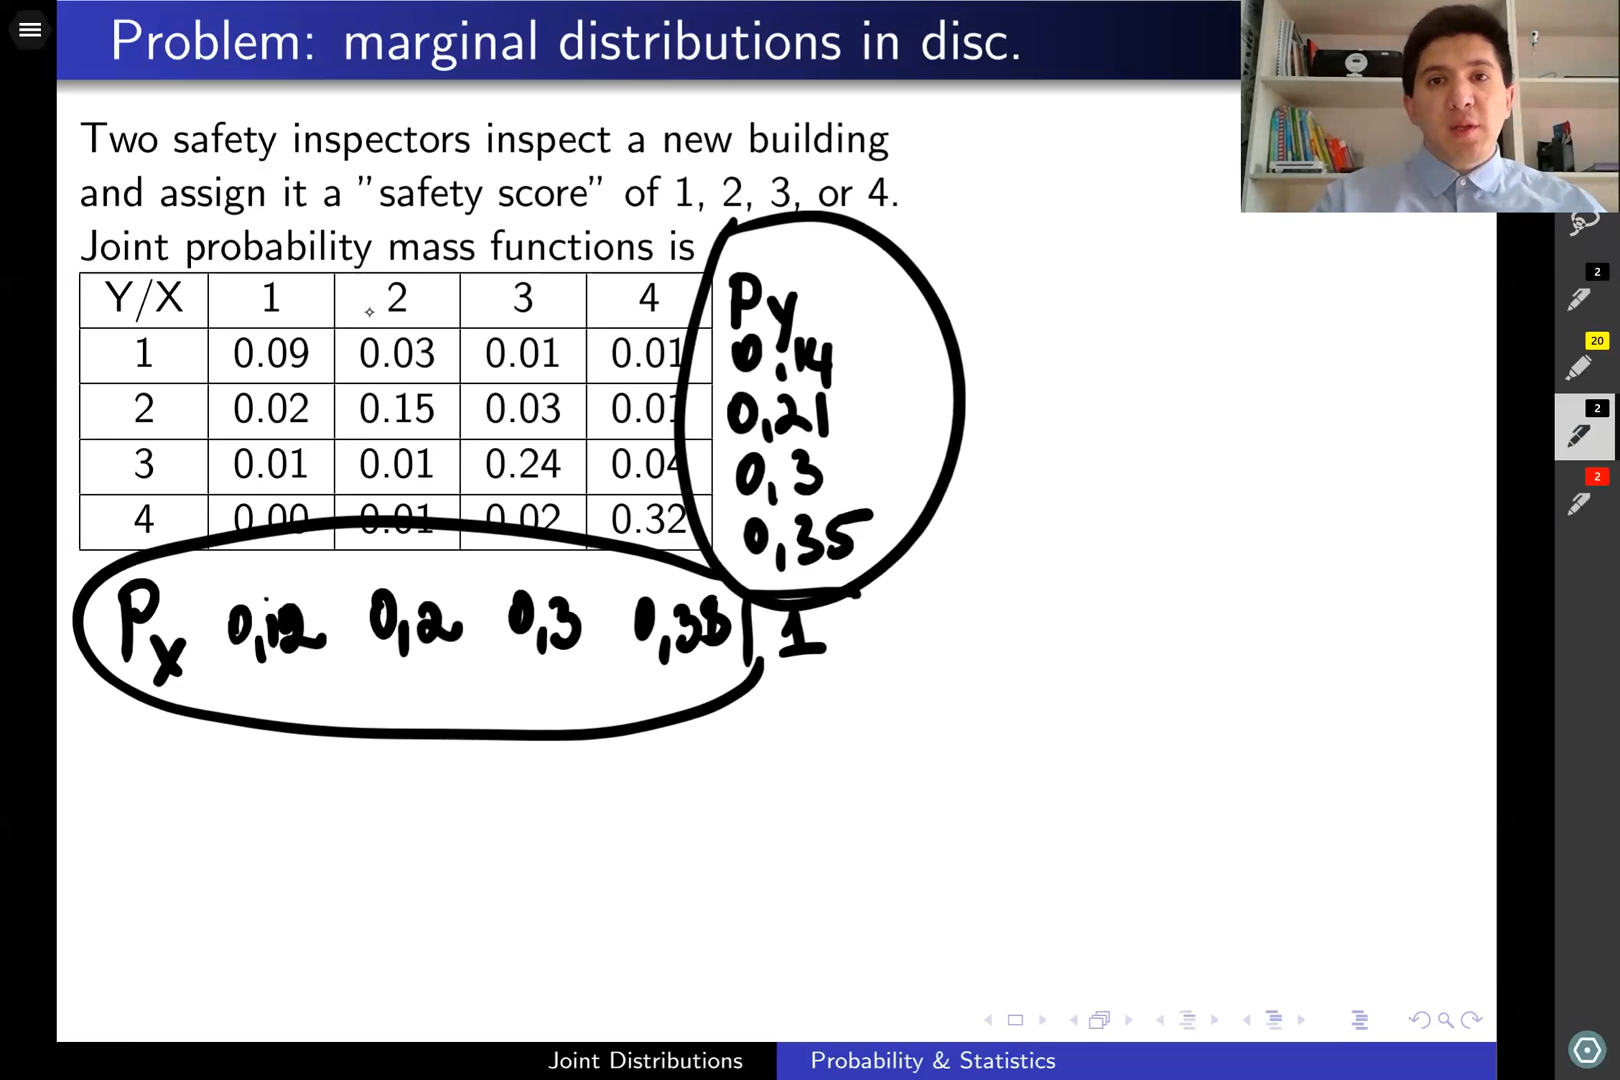 Problem: marginal distributions in disc.
Two safety inspectors inspect a new building
and assign it a "safety score" of 1, 2, 3, or 4.
Joint probability mass functions is
Y/X 1 2 3 4 Py
1 0.09 0.03 0.01 0.01 0.14
2 0.02 0.15 0.03 0.01 0,21
3 0.01 0.01 0.24 0.04 0,3
4 0.00 0.01 0.02 0.32 0,35
Px 0,12 0,2 0,3 0,38 1
2
20
2
2
Joint Distributions Probability & Statistics